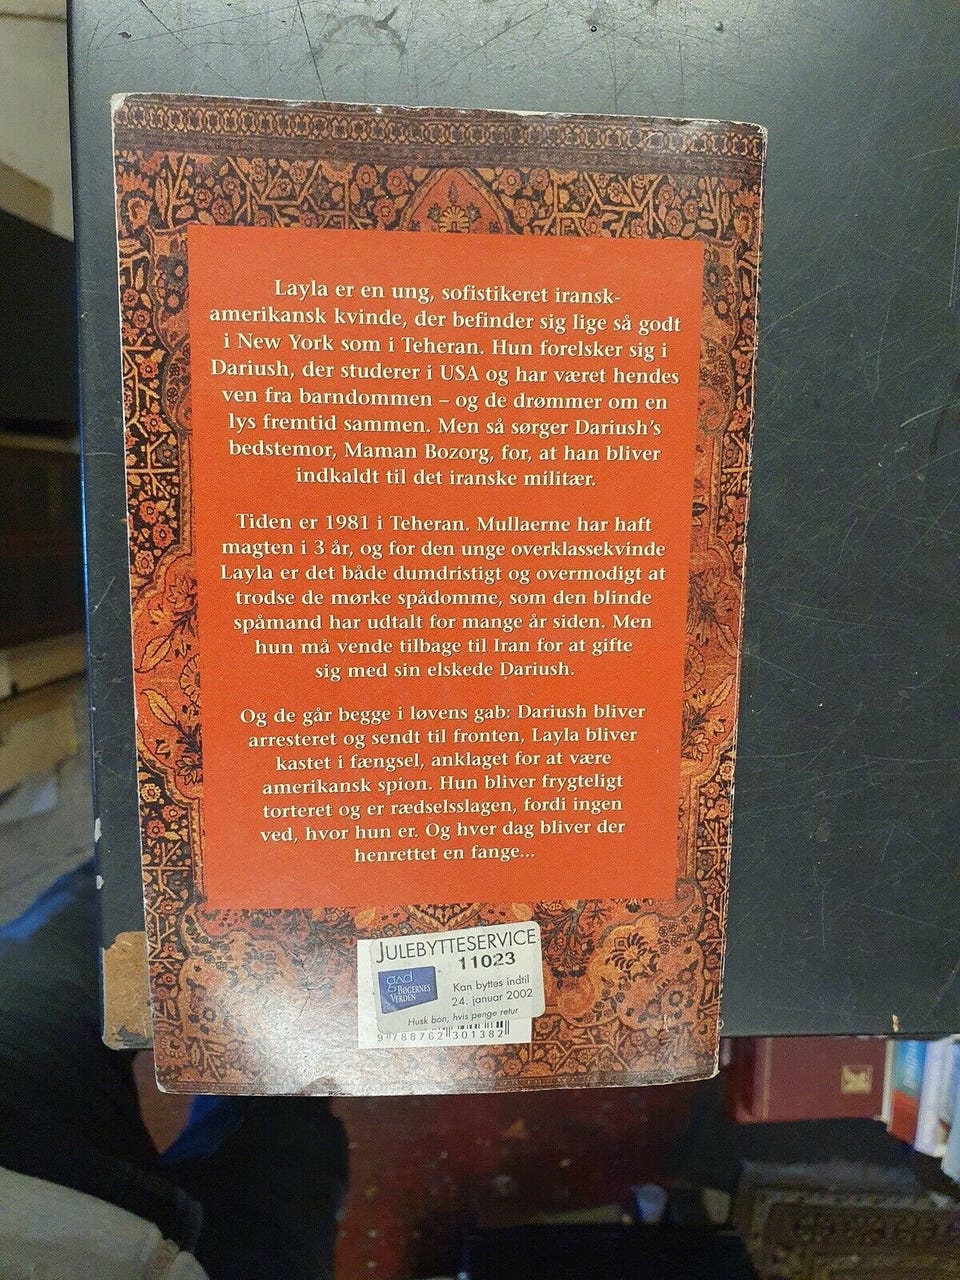 Layla er en ung, sofistikeret iransk-
amerikansk kvinde, der befinder sig lige så godt
i New York som i Teheran. Hun forelsker sig i
Dariush, der studerer i USA og har været hendes
ven fra barndommen – og de drømmer om en
lys fremtid sammen. Men så sørger Dariush's
bedstemor, Maman Bozorg, for, at han bliver
indkaldt til det iranske militær.
Tiden er 1981 i Teheran. Mullaerne har haft
magten i 3 år, og for den unge overklassekvinde
Layla er det både dumdristigt og overmodigt at
trodse de mørke spådomme, som den blinde
spåmand har udtalt for mange år siden. Men
hun må vende tilbage til Iran for at gifte
sig med sin elskede Dariush.
Og de går begge i løvens gab: Dariush bliver
arresteret og sendt til fronten, Layla bliver
kastet i fængsel, anklaget for at være
amerikansk spion. Hun bliver frygteligt
torteret og er rædselsslagen, fordi ingen
ved, hvor hun er. Og hver dag bliver der
henrettet en fange...
JULEBYTTESERVICE
11023
gad
BØGERNES
VERDEN
Kan byttes indtil
24. januar 2002
Husk bon, hvis penge retur
9 788762 301382